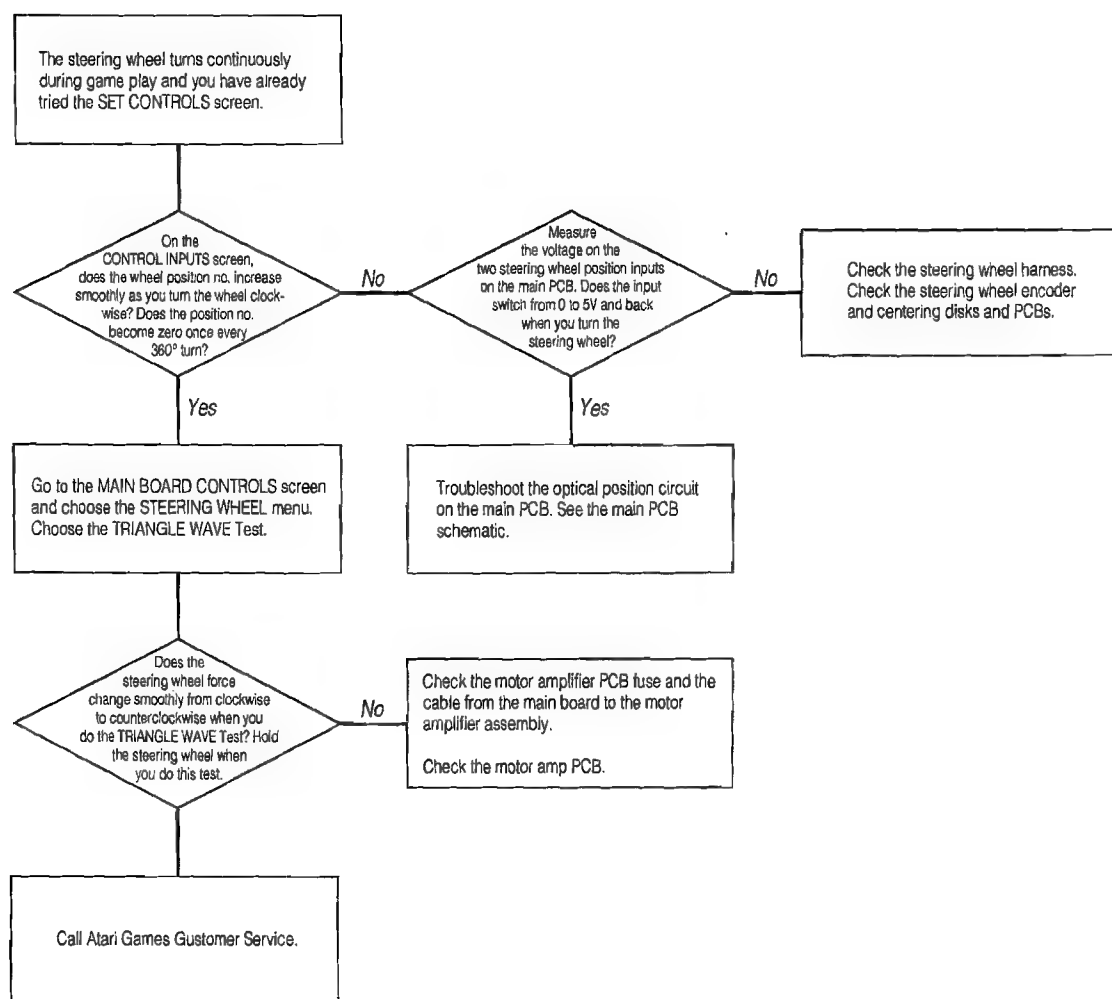 The steering wheel turns continuously
during game play and you have already
tried the SET CONTROLS screen.
On the
CONTROL INPUTS screen,
does the wheel position no. increase
smoothly as you turn the wheel clock-
wise? Does the position no.
become zero once every
360° turn?
No
Measure
the voltage on the
two steering wheel position inputs
on the main PCB. Does the input
switch from 0 to 5V and back
when you turn the
steering wheel?
No
Check the steering wheel harness.
Check the steering wheel encoder
and centering disks and PCBs.
Yes
Yes
Go to the MAIN BOARD CONTROLS screen
and choose the STEERING WHEEL menu.
Choose the TRIANGLE WAVE Test.
Troubleshoot the optical position circuit
on the main PCB. See the main PCB
schematic.
Does the
steering wheel force
change smoothly from clockwise
to counterclockwise when you
do the TRIANGLE WAVE Test? Hold
the steering wheel when
you do this test.
No
Check the motor amplifier PCB fuse and the
cable from the main board to the motor
amplifier assembly.
Check the motor amp PCB.
Call Atari Games Gustomer Service.